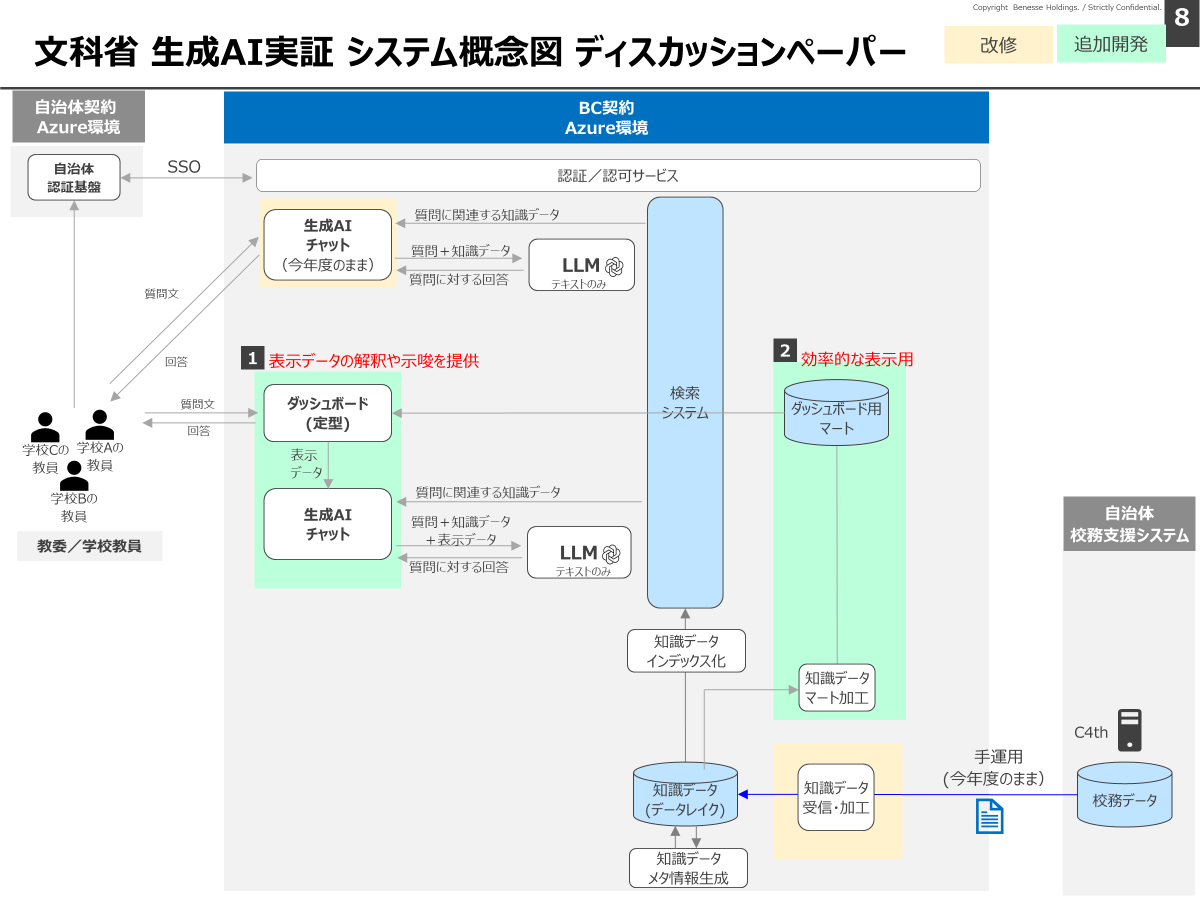 Copyright Benesse Holdings. / Strictly Confidential.
8
文科省 生成AI実証 システム概念図 ディスカッションペーパー
改修
追加開発
自治体契約
Azure環境
BC契約
Azure環境
自治体
認証基盤
SSO
認証／認可サービス
生成AI
チャット
（今年度のまま）
質問に関連する知識データ
質問＋知識データ
質問に対する回答
LLM
テキストのみ
質問文
回答
1
表示データの解釈や示唆を提供
2
効率的な表示用
ダッシュボード
(定型)
検索
システム
ダッシュボード用
マート
質問文
回答
表示
データ
学校Cの
教員
学校Aの
教員
学校Bの
教員
教委／学校教員
生成AI
チャット
質問に関連する知識データ
質問＋知識データ
＋表示データ
質問に対する回答
LLM
テキストのみ
自治体
校務支援システム
知識データ
インデックス化
知識データ
マート加工
C4th
手運用
(今年度のまま)
知識データ
(データレイク)
知識データ
受信・加工
校務データ
知識データ
メタ情報生成